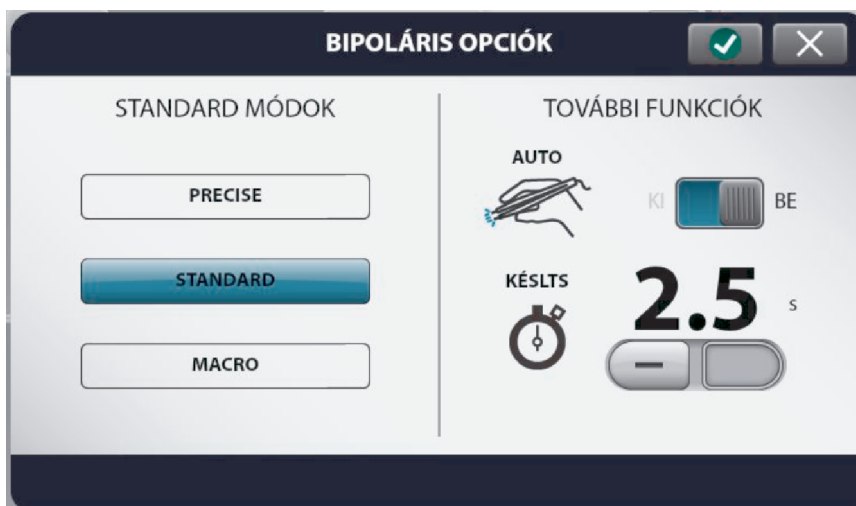 BIPOLÁRIS OPCIÓK
STANDARD MÓDOK
PRECISE
STANDARD
MACRO
TOVÁBBI FUNKCIÓK
AUTO
KI
BE
KÉSLTS
2.5 s